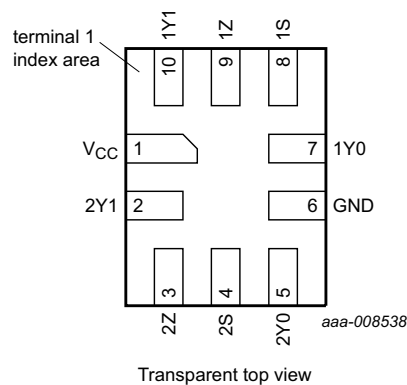 terminal 1
index area
1Y1
1Z
1S
10
9
8
VCC
1
7
1Y0
2Y1
2
6
GND
3
4
5
2Z
2S
2Y0
aaa-008538
Transparent top view